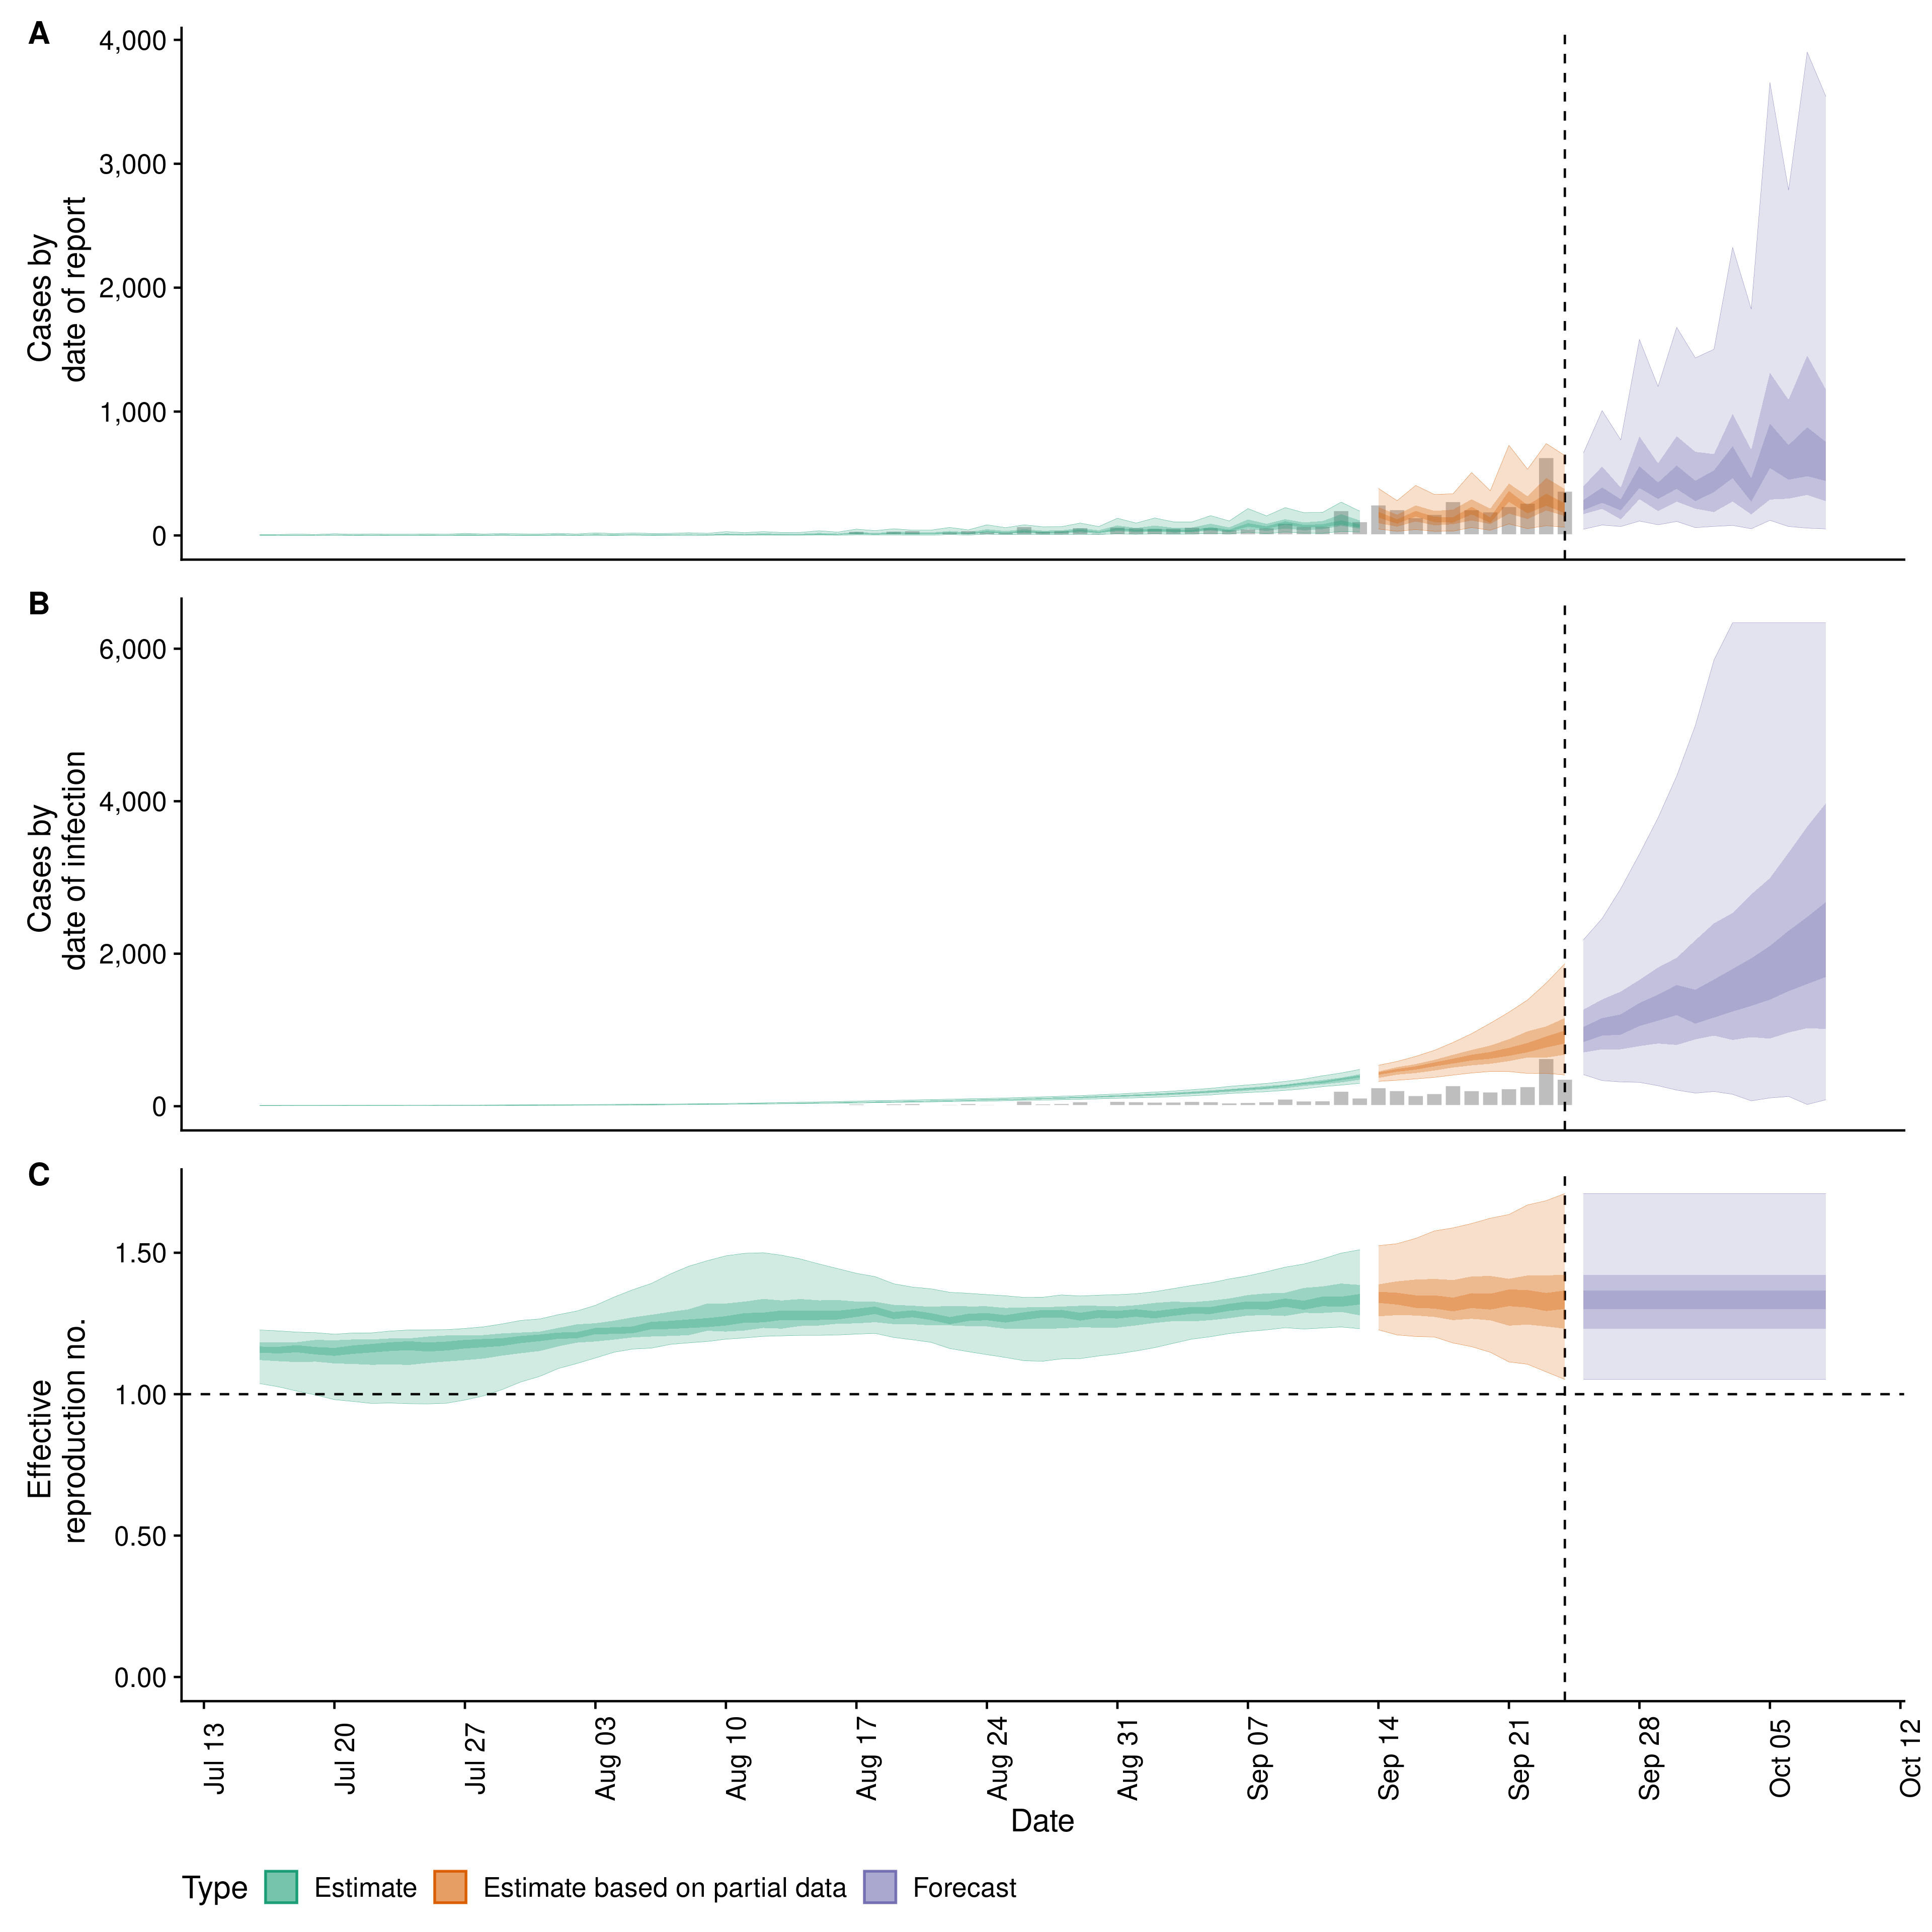 A
4,000
3,000
2,000
1,000
0
Cases by
date of report
B
6,000
4,000
2,000
0
Cases by
date of infection
C
1.50
1.00
0.50
0.00
Effective
reproduction no.
Jul 13
Jul 20
Jul 27
Aug 03
Aug 10
Aug 17
Aug 24
Aug 31
Sep 07
Sep 14
Sep 21
Sep 28
Oct 05
Oct 12
Date
Type Estimate Estimate based on partial data Forecast